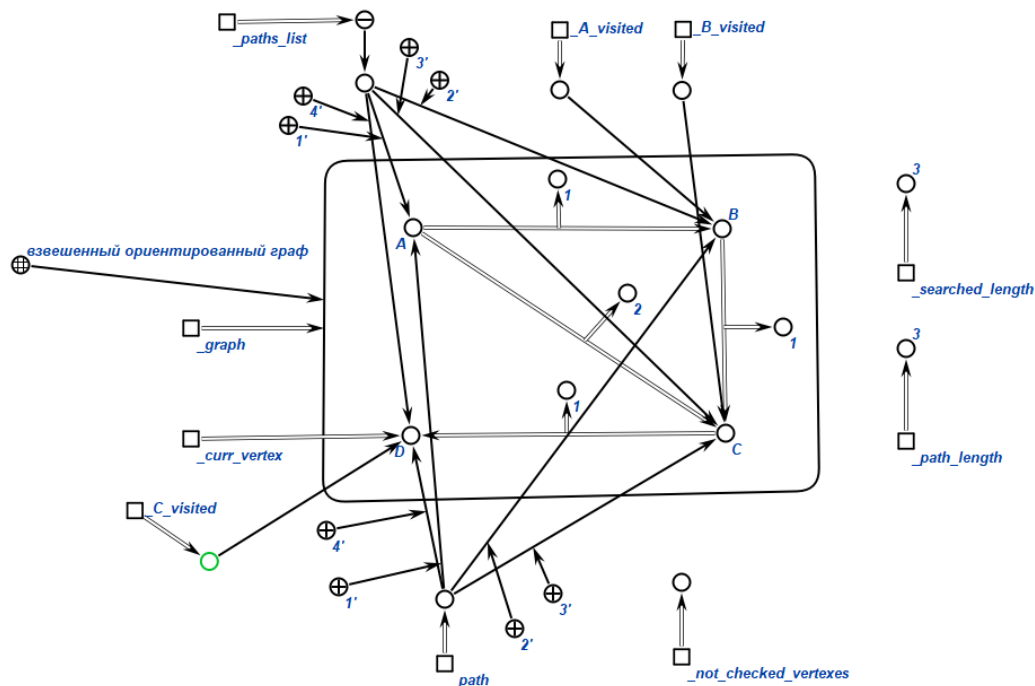 _paths_list
3'
2'
4'
1'
_A_visited
_B_visited
1
3
A
B
взвешенный ориентированный граф
_searched_length
2
_graph
1
3
1
_curr_vertex
D
C
_path_length
_C_visited
4'
1'
3'
2'
path
_not_checked_vertexes